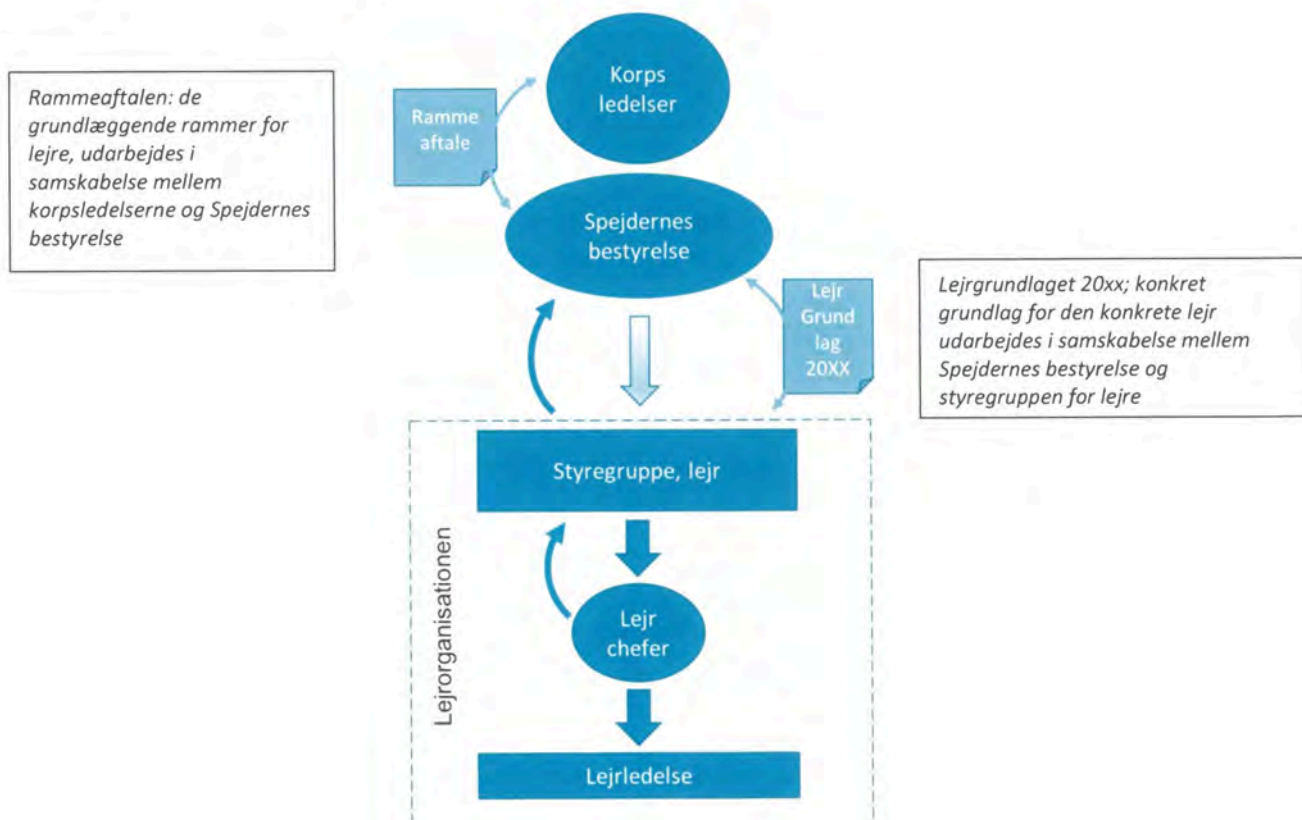 Korps
ledelser
Rammeaftalen: de
grundlæggende rammer for
lejre, udarbejdes i
samskabelse mellem
korpsledelserne og Spejdernes
bestyrelse
Ramme
aftale
Spejdernes
bestyrelse
Lejr
Grund
lag
20XX
Lejrgrundlaget 20xx; konkret
grundlag for den konkrete lejr
udarbejdes i samskabelse mellem
Spejdernes bestyrelse og
styregruppen for lejre
Styregruppe, lejr
Lejrorganisationen
Lejr
chefer
Lejrledelse